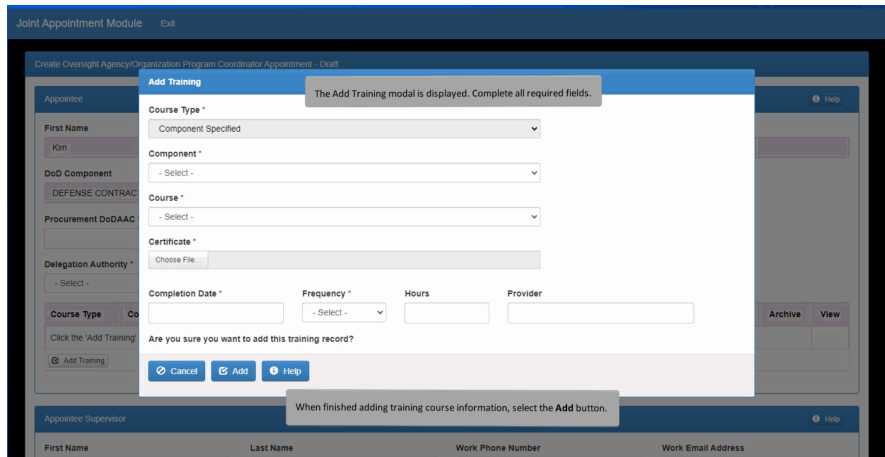 Joint Appointment Module Exit
Create Oversight Agency/Organization Program Coordinator Appointment - Draft
Add Training
The Add Training modal is displayed. Complete all required fields.
Appointee
Help
Course Type *
First Name
Component Specified
Kim
Component *
DoD Component
- Select -
DEFENSE CONTRACT
Course *
Procurement DoDAAC
- Select -
Certificate *
Choose File...
Delegation Authority *
- Select -
Completion Date * Frequency * Hours Provider
- Select -
Course Type Co Archive View
Click the 'Add Training'
Are you sure you want to add this training record?
Add Training
Cancel Add Help
When finished adding training course information, select the Add button.
Appointee Supervisor Help
First Name Last Name Work Phone Number Work Email Address